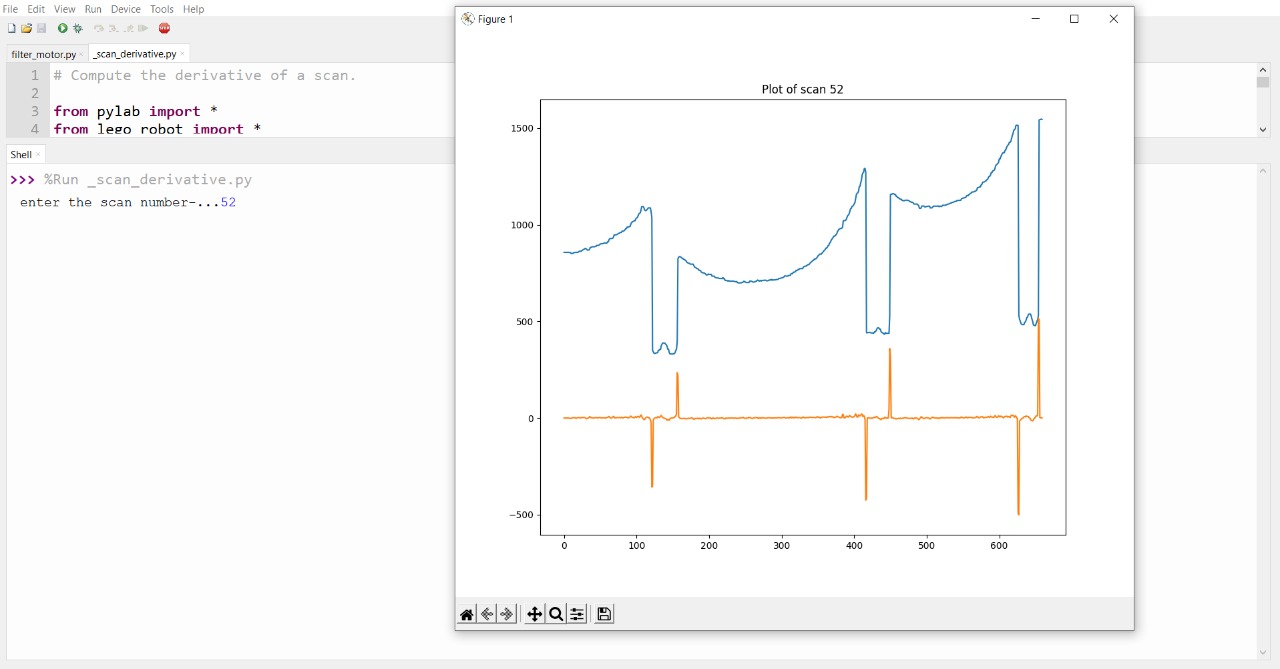 File Edit View Run Device Tools Help
filter_motor.py
_scan_derivative.py
1 # Compute the derivative of a scan.
2
3 from pylab import *
4 from lego_robot import *
Shell
>>> %Run _scan_derivative.py
enter the scan number-...52
Figure 1
Plot of scan 52
1500
1000
500
0
−500
0 100 200 300 400 500 600